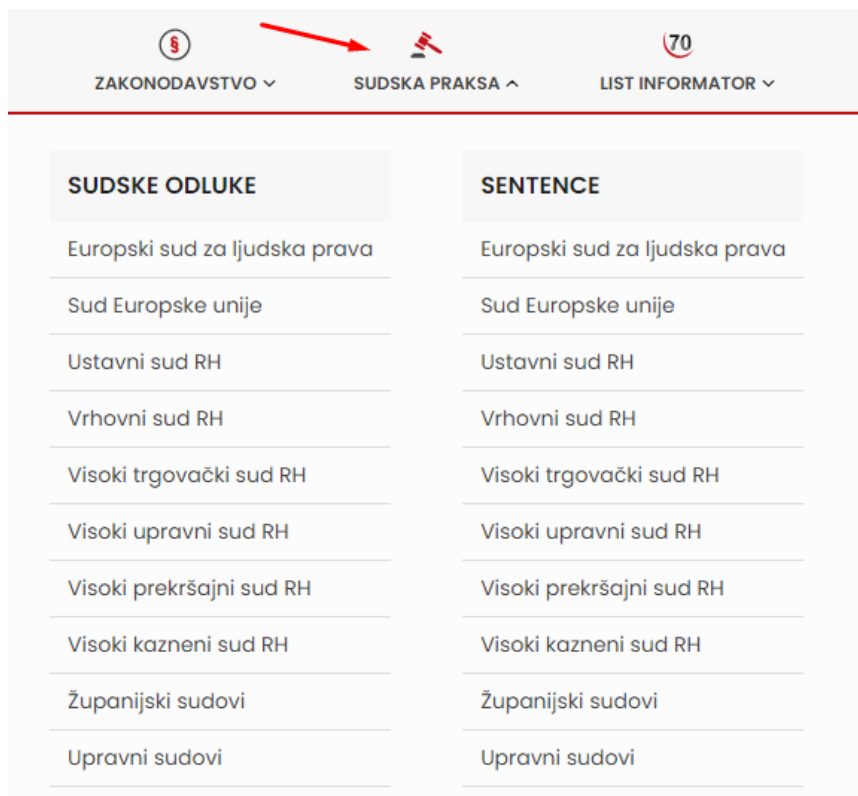 §
70
ZAKONODAVSTVO
SUDSKA PRAKSA
LIST INFORMATOR
SUDSKE ODLUKE
Europski sud za ljudska prava
Sud Europske unije
Ustavni sud RH
Vrhovni sud RH
Visoki trgovački sud RH
Visoki upravni sud RH
Visoki prekršajni sud RH
Visoki kazneni sud RH
Županijski sudovi
Upravni sudovi
SENTENCE
Europski sud za ljudska prava
Sud Europske unije
Ustavni sud RH
Vrhovni sud RH
Visoki trgovački sud RH
Visoki upravni sud RH
Visoki prekršajni sud RH
Visoki kazneni sud RH
Županijski sudovi
Upravni sudovi